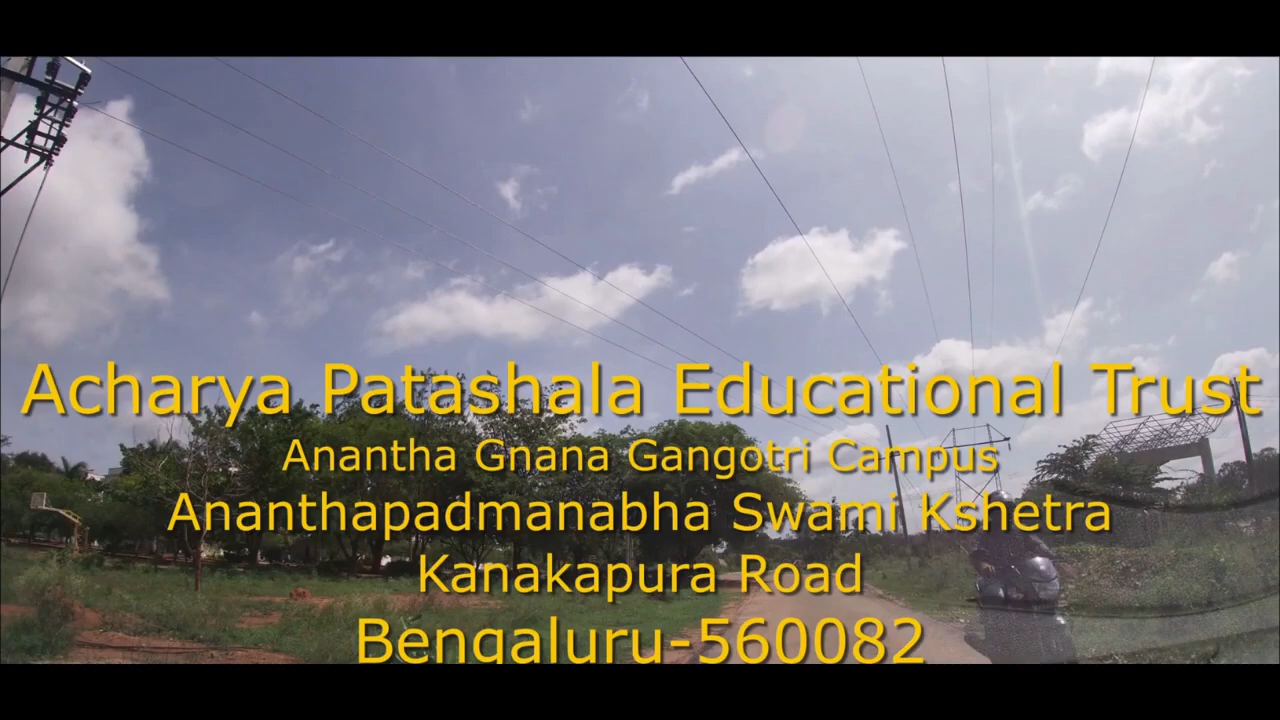 Acharya Patashala Educational Trust
Anantha Gnana Gangotri Campus
Ananthapadmanabha Swami Kshetra
Kanakapura Road
Bengaluru-560082